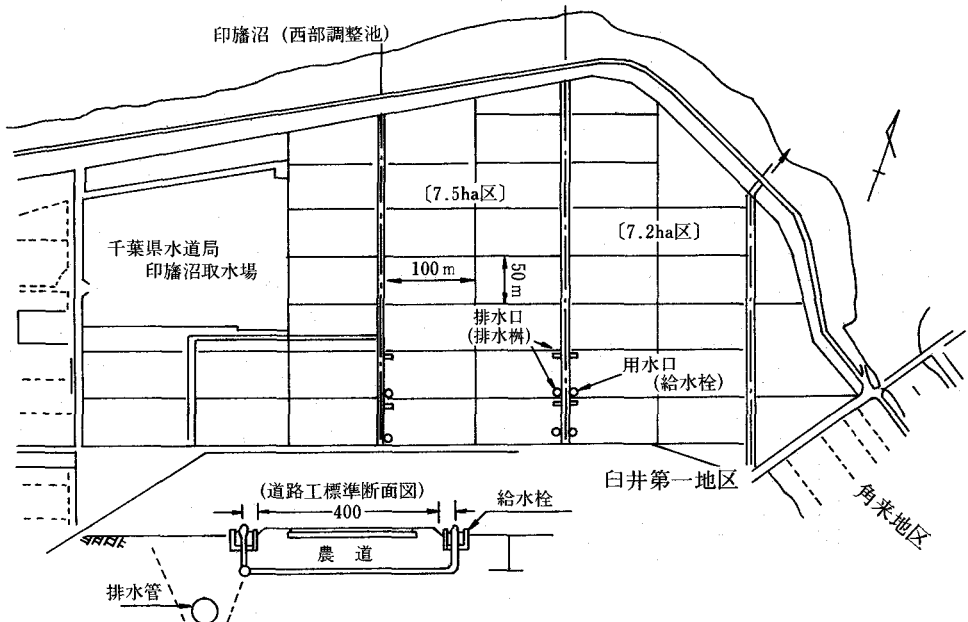 印旛沼 (西部調整池)
〔7.5ha区〕
〔7.2ha区〕
千葉県水道局
印旛沼取水場
100m
50m
排水口
(排水桝)
用水口
(給水栓)
臼井第一地区
角来地区
(道路工標準断面図)
400
給水栓
農 道
排水管